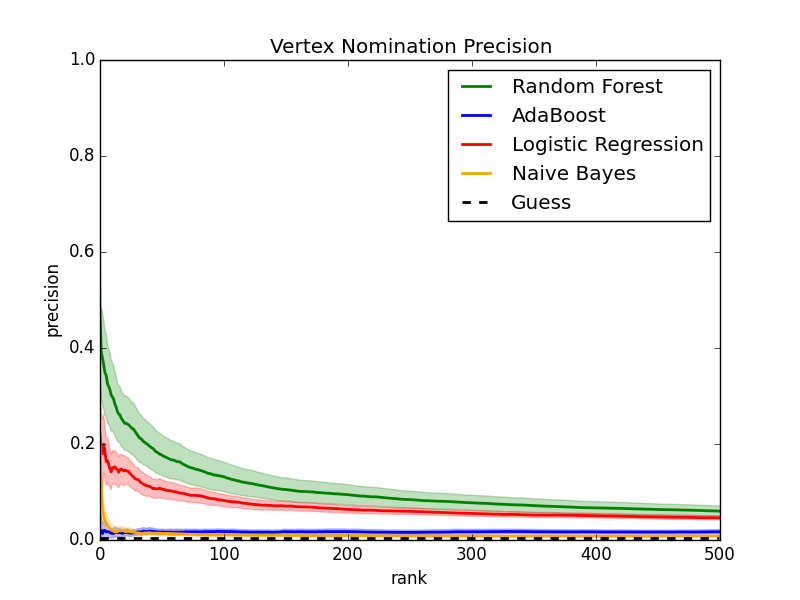 Vertex Nomination Precision
1.0
0.8
0.6
0.4
0.2
0.0
precision
Random Forest
AdaBoost
Logistic Regression
Naive Bayes
Guess
0 100 200 300 400 500
rank